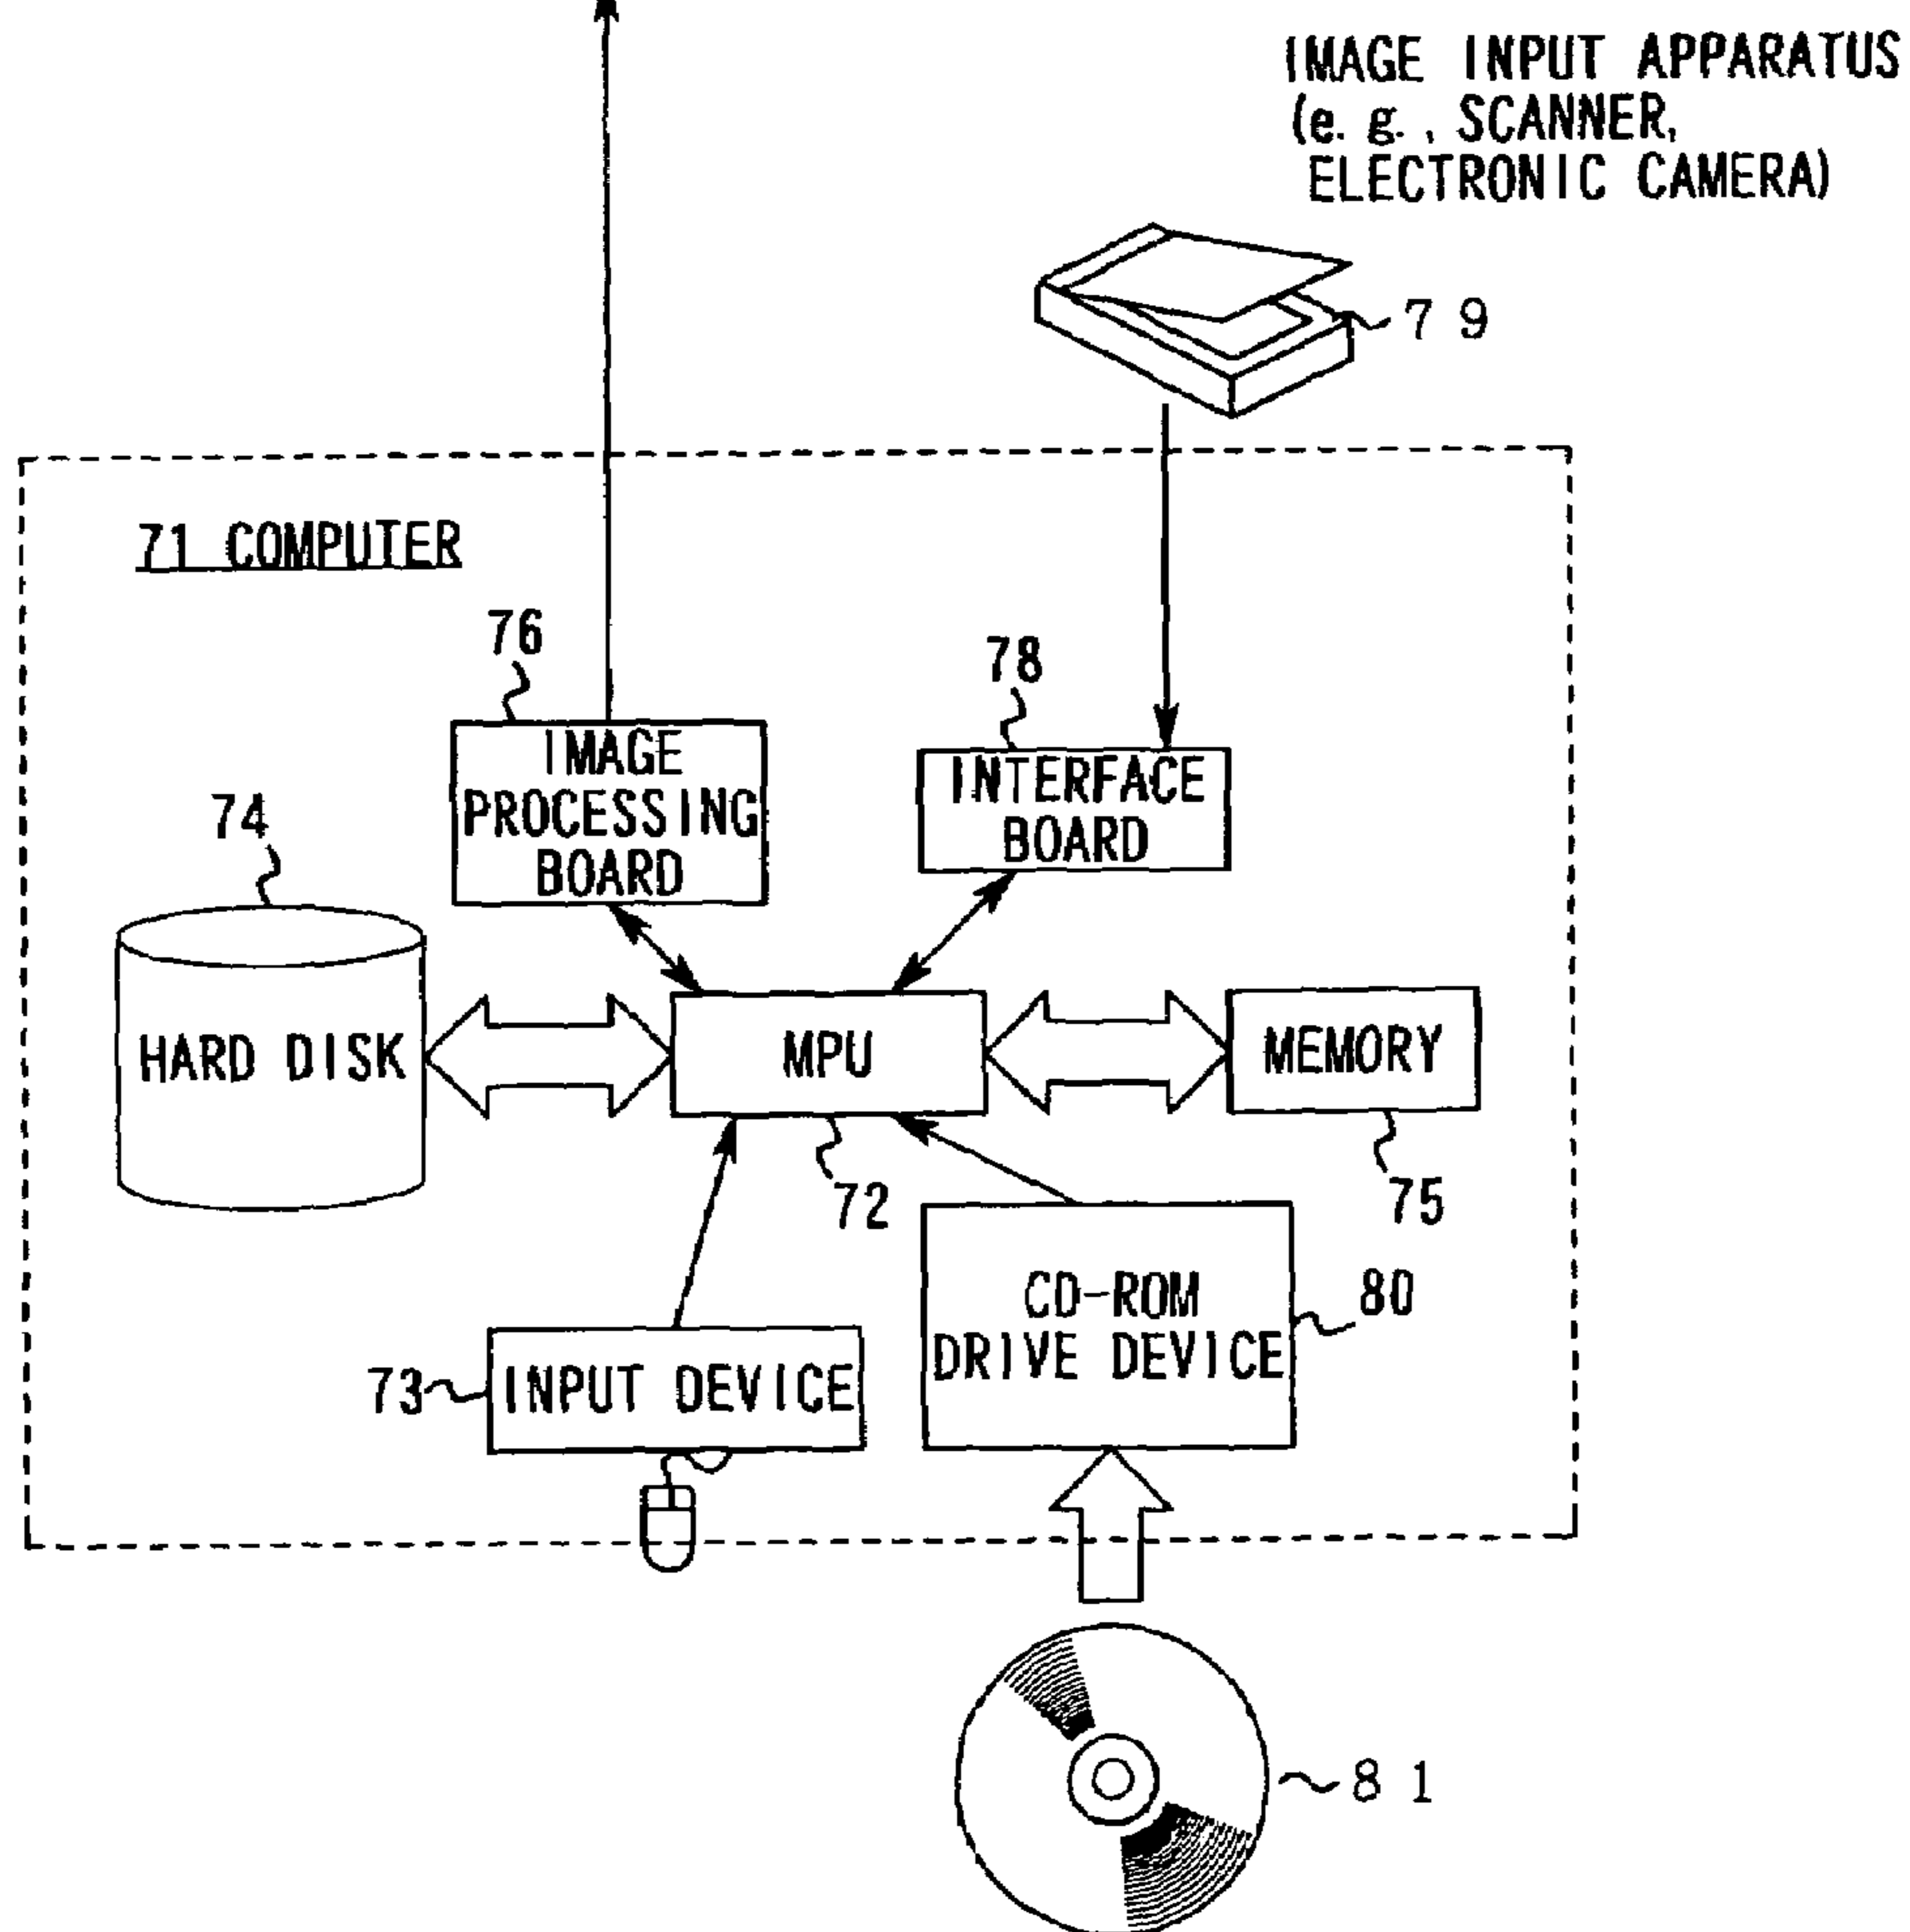 IMAGE INPUT APPARATUS
(e.g., SCANNER,
ELECTRONIC CAMERA)
79
71 COMPUTER
76
78
IMAGE
PROCESSING
BOARD
INTERFACE
BOARD
74
HARD DISK
MPU
MEMORY
72
75
CD-ROM
DRIVE DEVICE
80
73
INPUT DEVICE
81